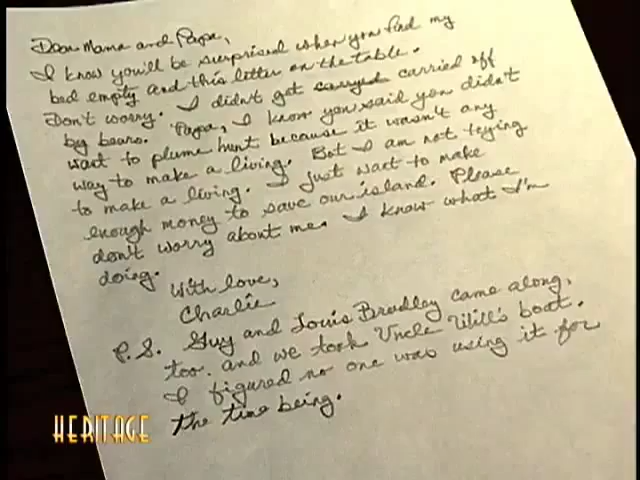 Dear Mama and Papa,
I know you'll be surprised when you find my
bed empty and this letter on the table.
Don't worry. I didn't get carryed carried off
by bears. Papa, I know you said you didn't
want to plume hunt because it wasn't any
way to make a living. But I am not trying
to make a living. I just want to make
enough money to save our island. Please
don't worry about me. I know what I'm
doing.
With love,
Charlie
P.S. Guy and Louis Bradley came along,
too. and we took Uncle Will's boat.
I figured no one was using it for
the time being.
HERITAGE